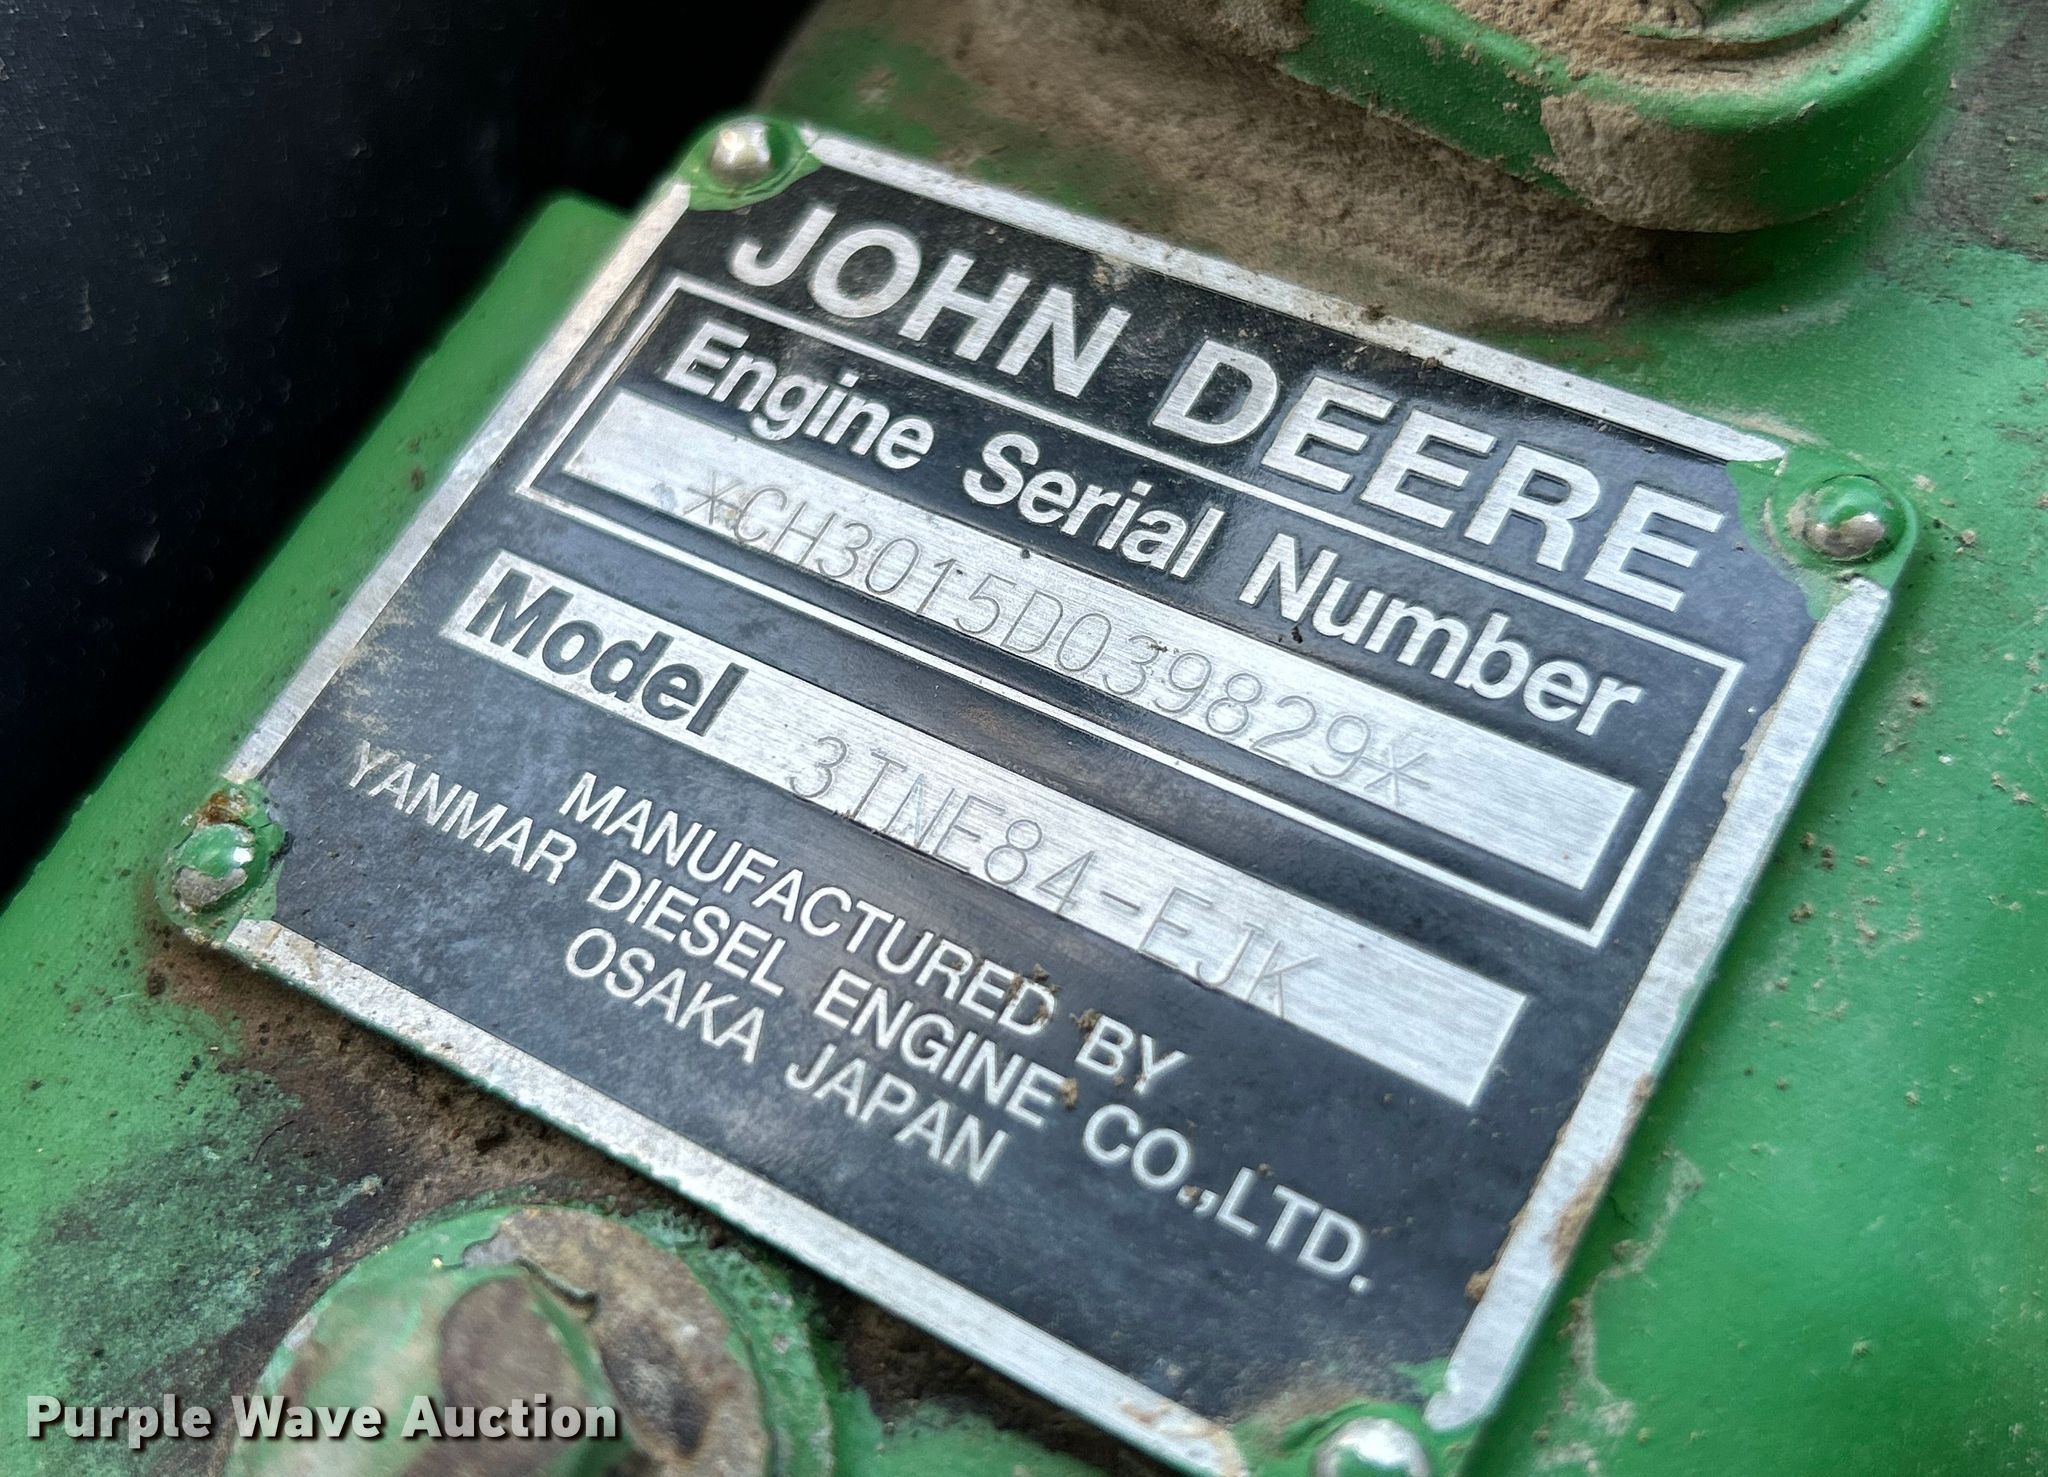 JOHN DEERE
Engine Serial Number
*CH3015D039829*
Model 3TNE84-EJK
MANUFACTURED BY
YANMAR DIESEL ENGINE CO.,LTD.
OSAKA JAPAN
Purple Wave Auction